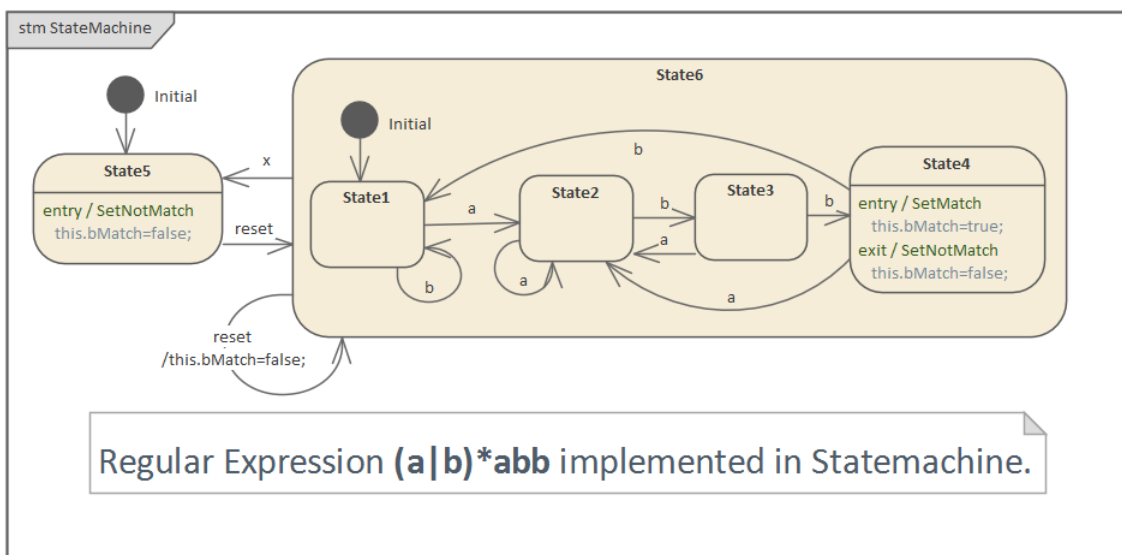 stm StateMachine
Initial
State5
entry / SetNotMatch
this.bMatch=false;
x
reset
reset
/this.bMatch=false;
State6
Initial
State1
a
b
State2
a
b
a
State3
b
b
a
State4
entry / SetMatch
this.bMatch=true;
exit / SetNotMatch
this.bMatch=false;
Regular Expression (a|b)*abb implemented in Statemachine.